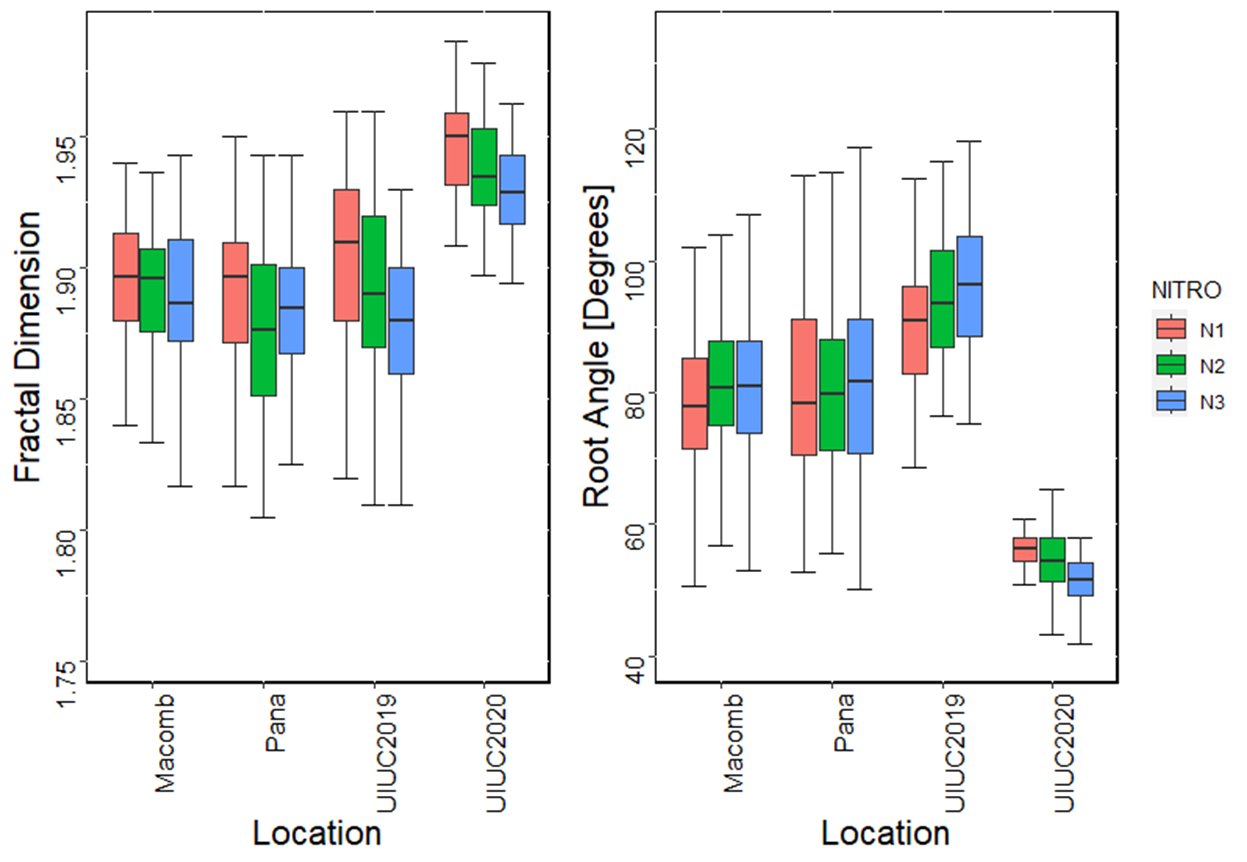 Fractal Dimension
1.95
1.90
1.85
1.80
1.75
Macomb
Pana
UIUC2019
UIUC2020
Location
Root Angle [Degrees]
120
100
80
60
40
Macomb
Pana
UIUC2019
UIUC2020
Location
NITRO
N1
N2
N3